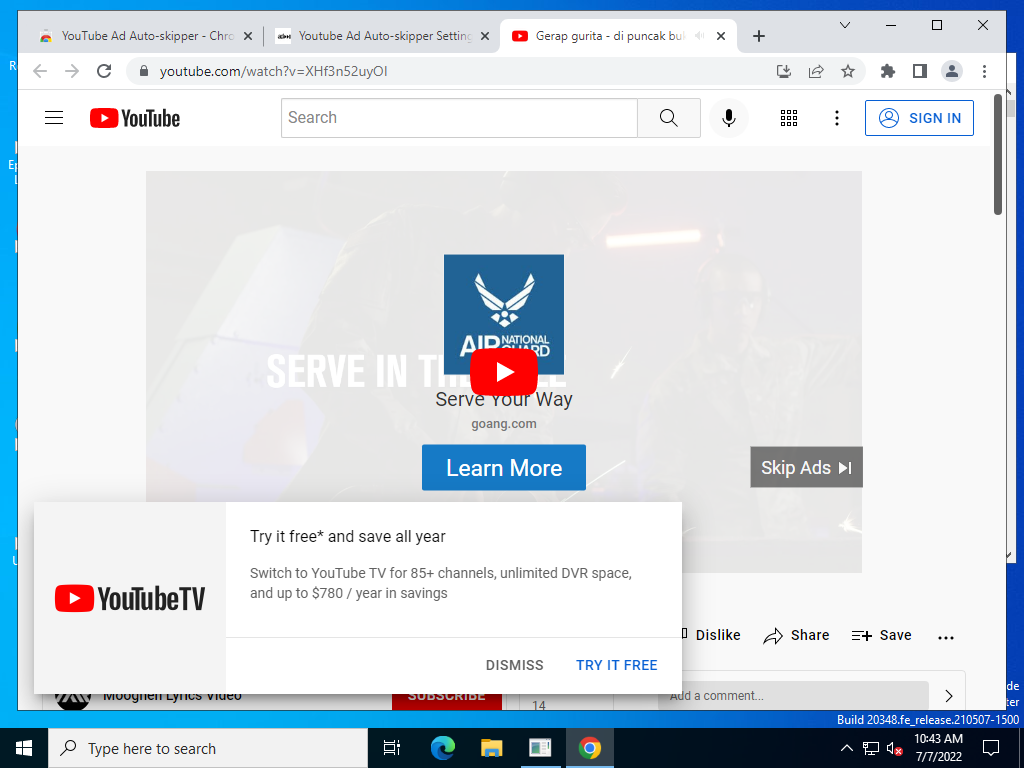 YouTube Ad Auto-skipper - Chro
Youtube Ad Auto-skipper Setting
Gerap gurita - di puncak buk
youtube.com/watch?v=XHf3n52uyOI
YouTube
Search
SIGN IN
SERVE IN TH
AIR NATIONAL GUARD
Serve Your Way
goang.com
Learn More
Skip Ads
Try it free* and save all year
Switch to YouTube TV for 85+ channels, unlimited DVR space,
and up to $780 / year in savings
YouTubeTV
DISMISS
TRY IT FREE
Dislike
Share
Save
Mooghen Lyrics Video
SUBSCRIBE
14
Add a comment...
Build 20348.fe_release.210507-1500
Type here to search
10:43 AM
7/7/2022